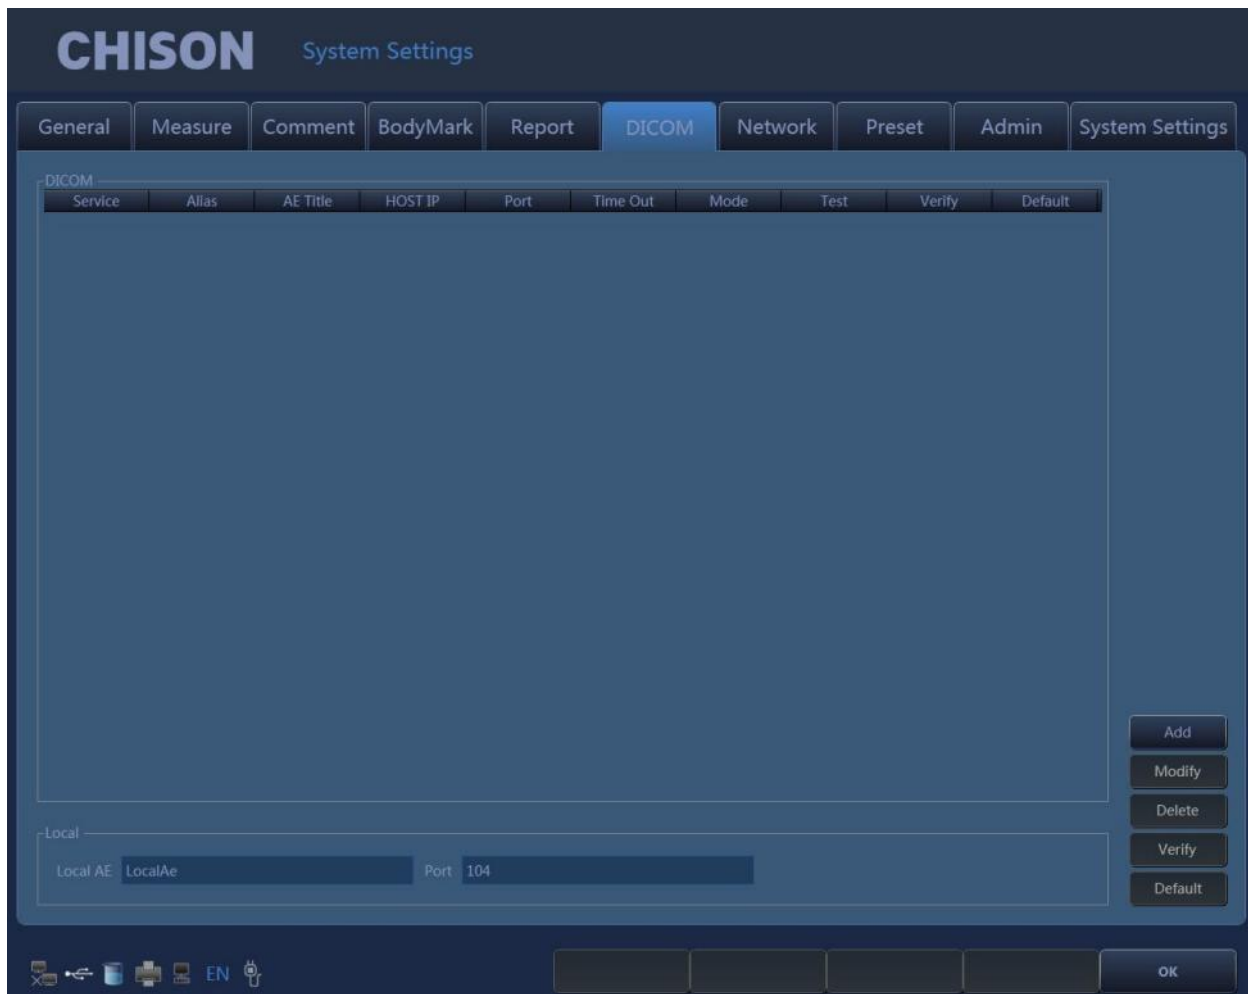 CHISON System Settings
General Measure Comment BodyMark Report DICOM Network Preset Admin System Settings
DICOM
Service Alias AE Title HOST IP Port Time Out Mode Test Verify Default
Add
Modify
Delete
Local
Verify
Local AE LocalAe Port 104
Default
EN OK